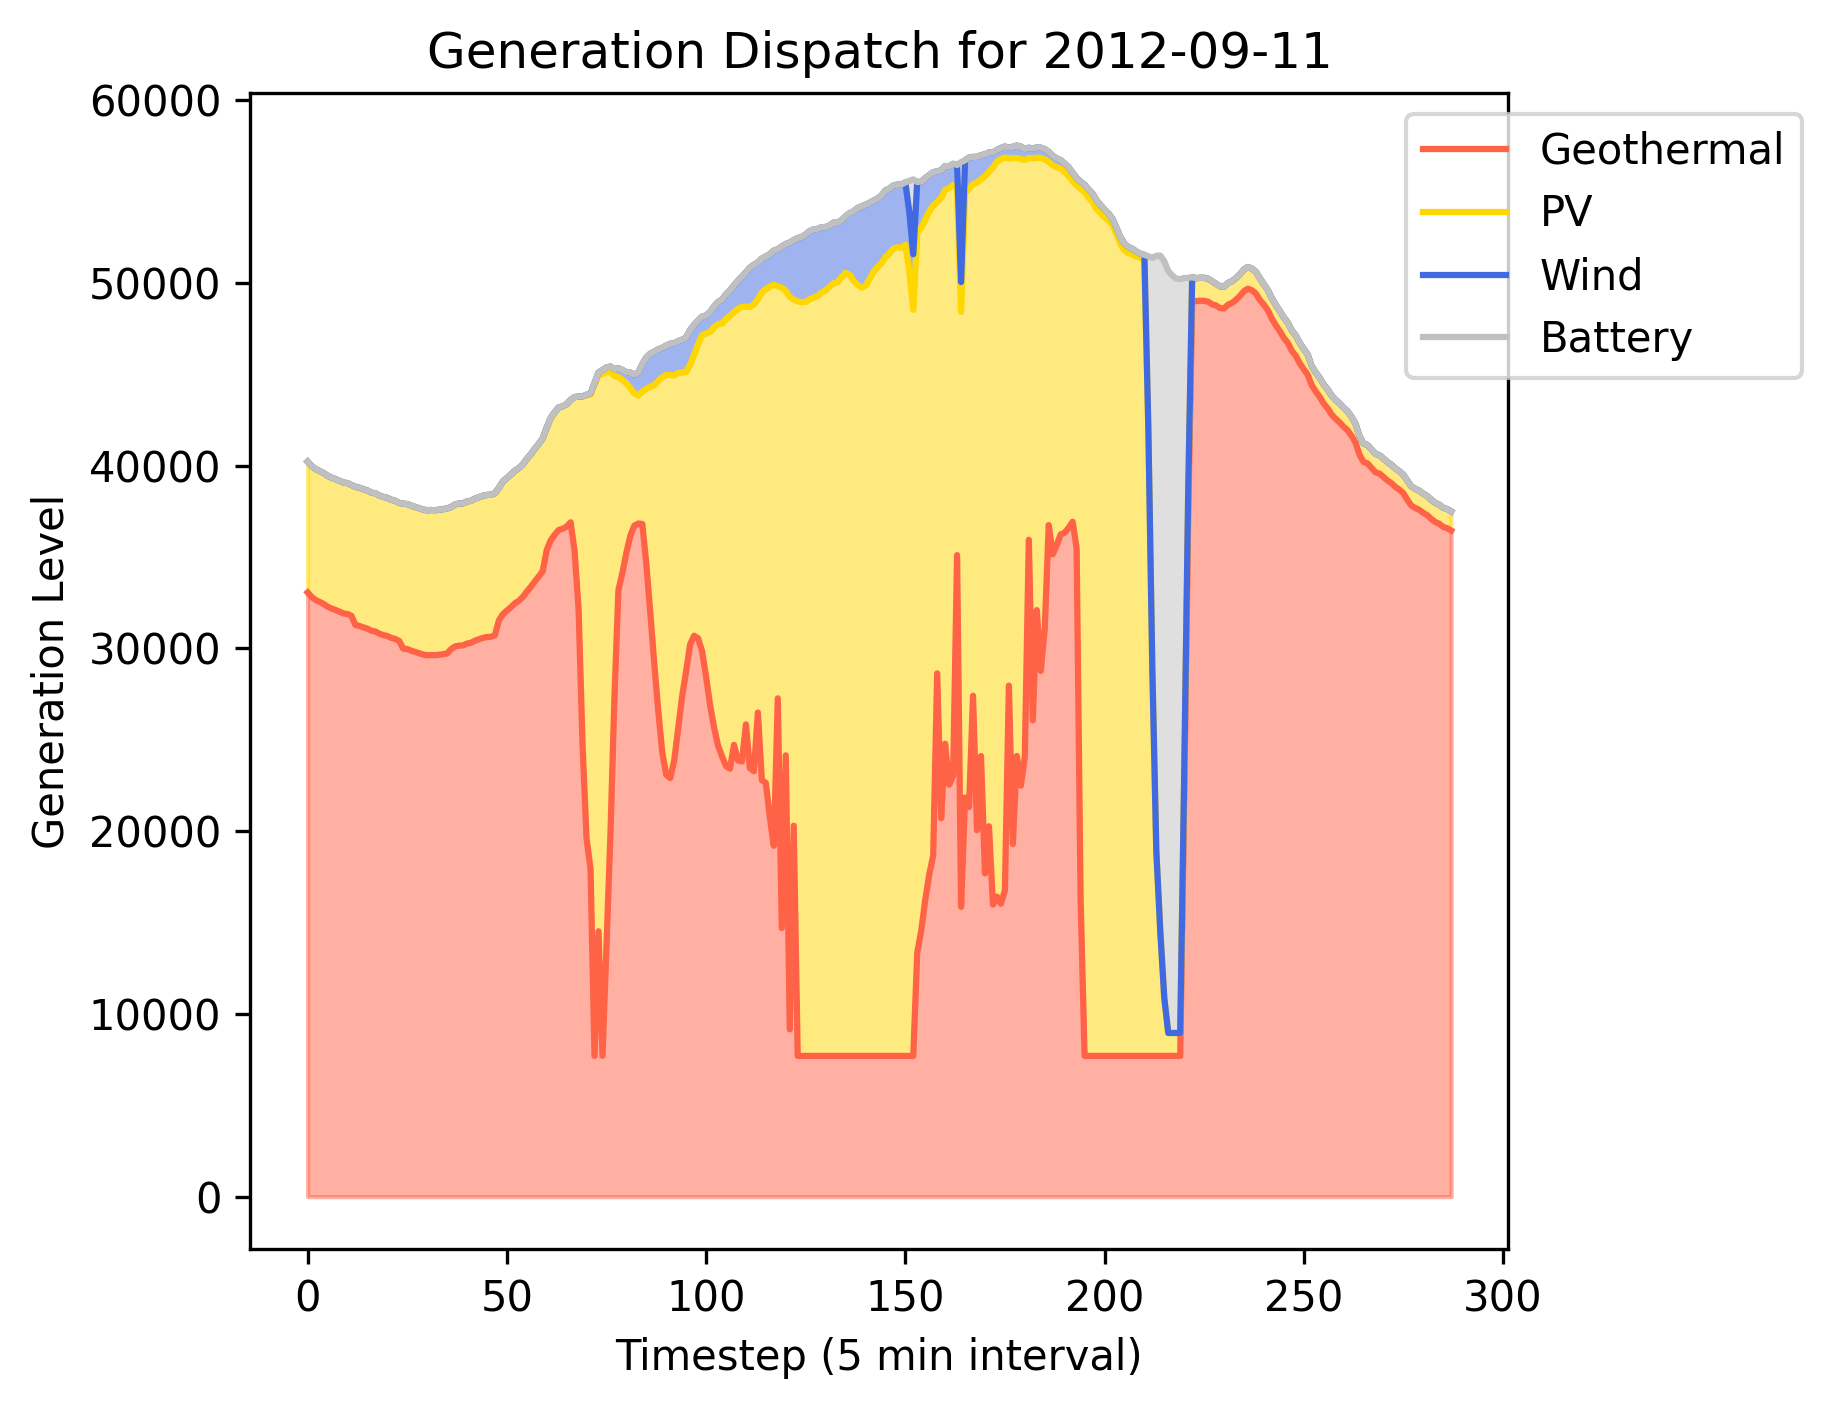 Generation Dispatch for 2012-09-11
60000
50000
40000
30000
20000
10000
0
Generation Level
Geothermal
PV
Wind
Battery
0 50 100 150 200 250 300
Timestep (5 min interval)